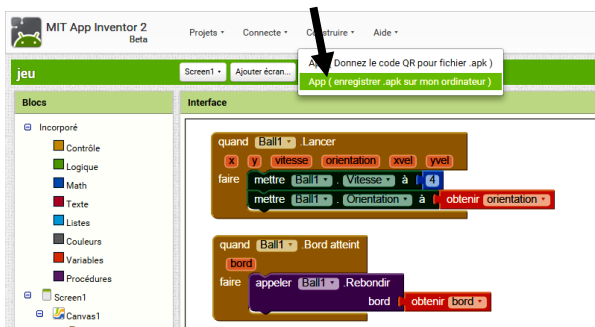 MIT App Inventor 2
Beta
Projets Connecte Construire Aide
jeu
Screen1 Ajouter écran...
App ( Donnez le code QR pour fichier .apk )
App ( enregistrer .apk sur mon ordinateur )
Blocs
Interface
Incorporé
Contrôle
Logique
Math
Texte
Listes
Couleurs
Variables
Procédures
Screen1
Canvas1
quand Ball1 .Lancer
x y vitesse orientation xvel yvel
faire mettre Ball1 . Vitesse à 4
mettre Ball1 . Orientation à obtenir orientation
quand Ball1 .Bord atteint
bord
faire appeler Ball1 .Rebondir
bord obtenir bord